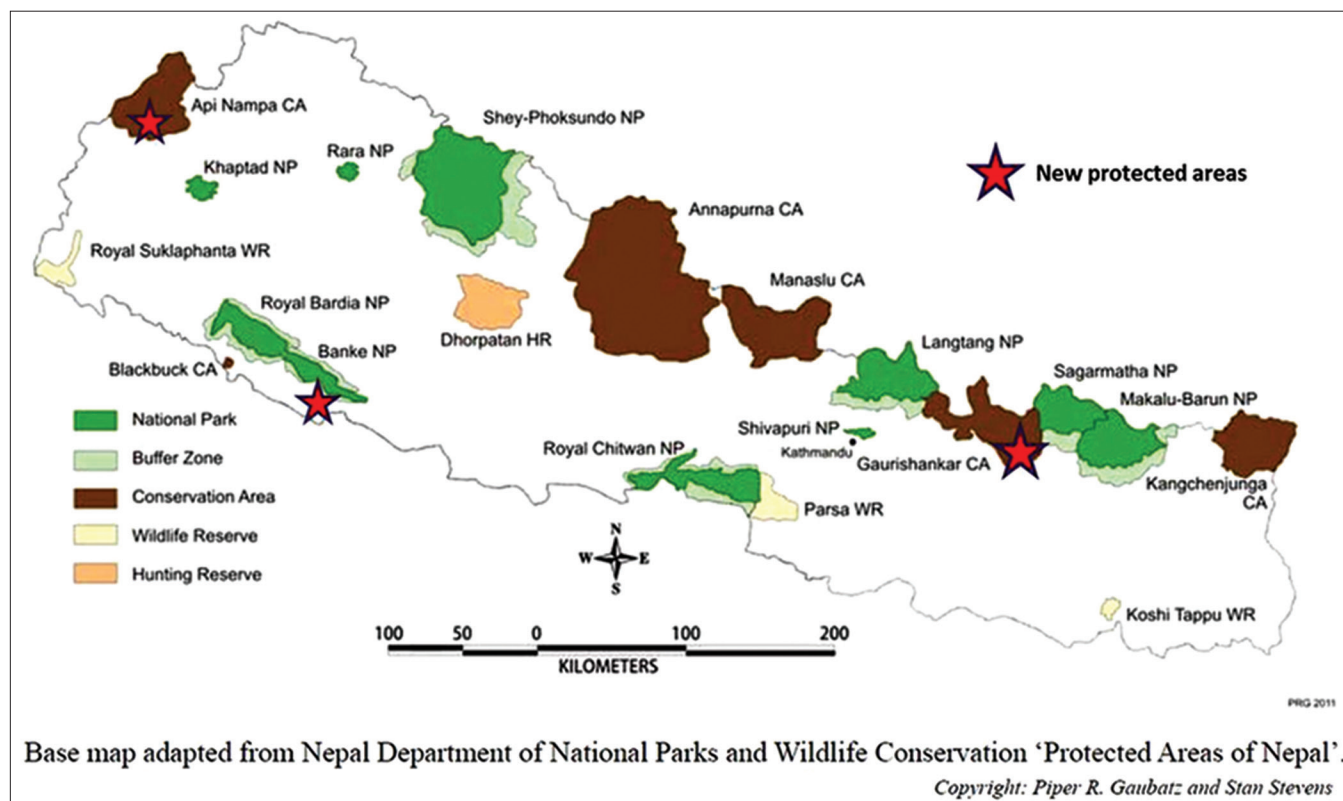 Api Nampa CA
Shey-Phoksundo NP
Khaptad NP
Rara NP
New protected areas
Annapurna CA
Royal Suklaphanta WR
Manaslu CA
Royal Bardia NP
Dhorpatan HR
Langtang NP
Banke NP
Blackbuck CA
Sagarmatha NP
Makalu-Barun NP
National Park
Shivapuri NP
Kathmandu
Royal Chitwan NP
Buffer Zone
Gaurishankar CA
Kangchenjunga
CA
Conservation Area
Parsa WR
Wildlife Reserve
Hunting Reserve
N
W E
S
Koshi Tappu WR
100 50 0 100 200
KILOMETERS
PRG 2011
Base map adapted from Nepal Department of National Parks and Wildlife Conservation ‘Protected Areas of Nepal’.
Copyright: Piper R. Gaubatz and Stan Stevens